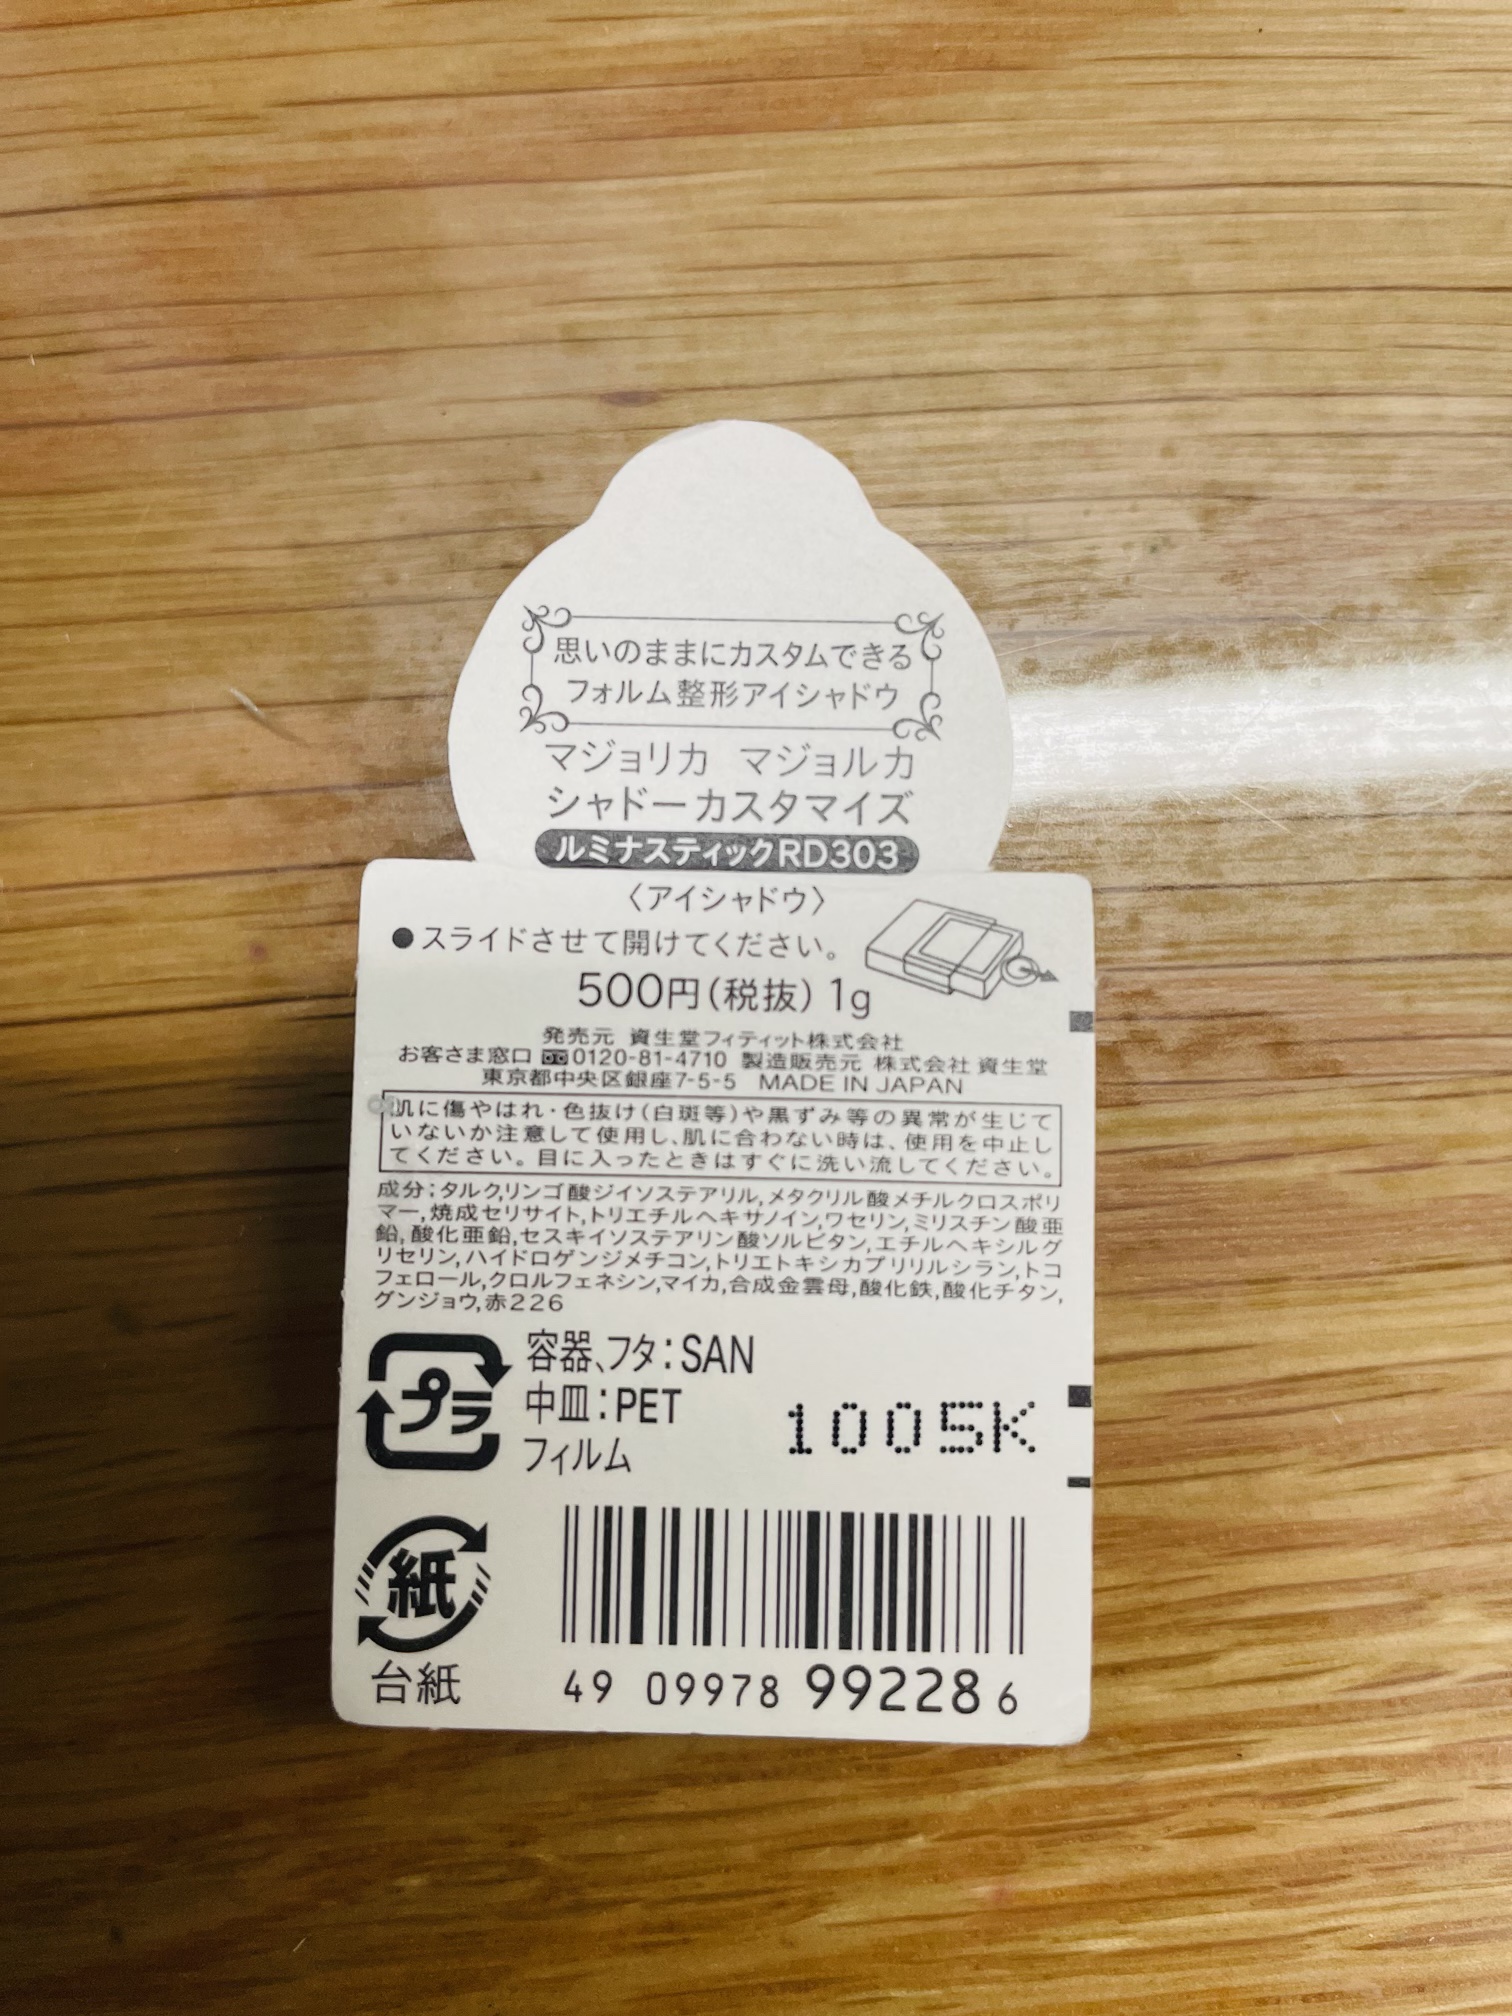 思いのままにカスタムできる
フォルム整形アイシャドウ
マジョリカ マジョルカ
シャドーカスタマイズ
ルミナスティックRD303
〈アイシャドウ〉
●スライドさせて開けてください。
500円(税抜) 1g
発売元 資生堂フィティット株式会社
お客さま窓口 0120-81-4710 製造販売元 株式会社 資生堂
東京都中央区銀座7-5-5 MADE IN JAPAN
肌に傷やはれ・色抜け(白斑等)や黒ずみ等の異常が生じて
いないか注意して使用し、肌に合わない時は、使用を中止し
てください。目に入ったときはすぐに洗い流してください。
成分:タルク,リンゴ酸ジイソステアリル,メタクリル酸メチルクロスポリ
マー,焼成セリサイト,トリエチルヘキサノイン,ワセリン,ミリスチン酸亜
鉛,酸化亜鉛,セスキイソステアリン酸ソルビタン,エチルヘキシルグ
リセリン,ハイドロゲンジメチコン,トリエトキシカプリリルシラン,トコ
フェロール,クロルフェネシン,マイカ,合成金雲母,酸化鉄,酸化チタン,
グンジョウ,赤226
プラ
容器、フタ:SAN
中皿:PET
フィルム
1005K
紙
台紙
49 09978 99228 6